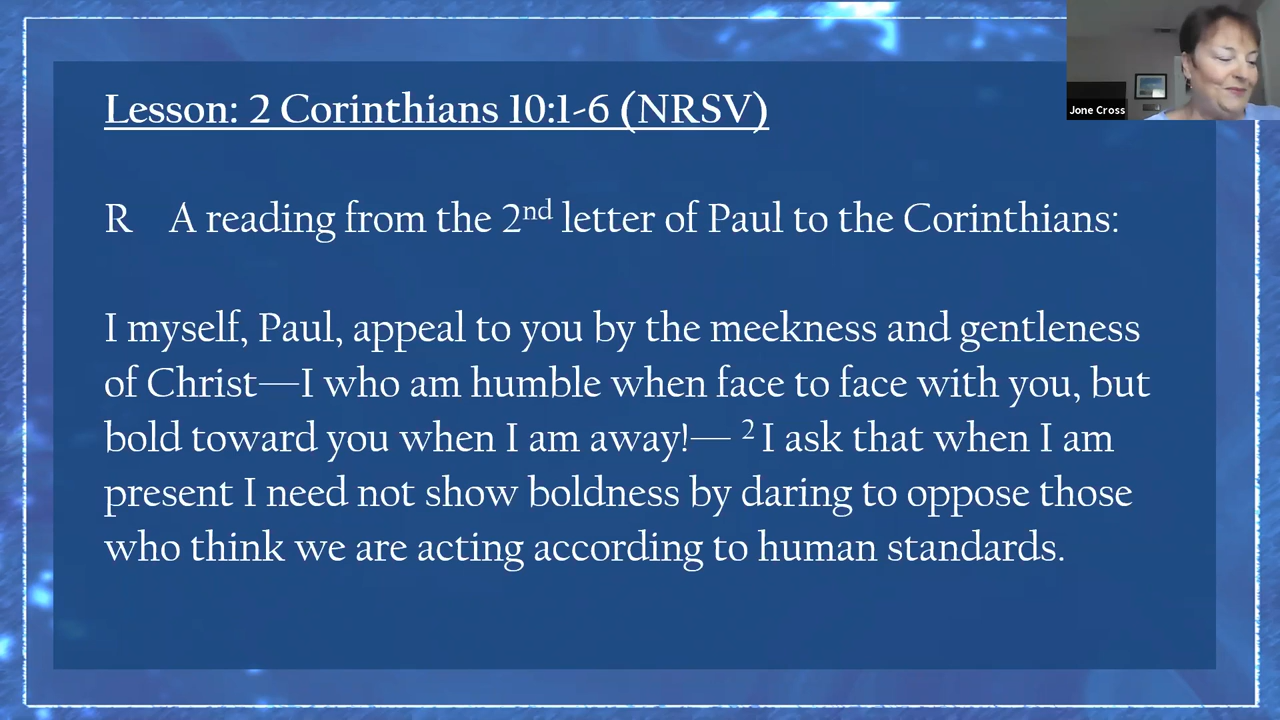 Lesson: 2 Corinthians 10:1-6 (NRSV)
Jone Cross
R A reading from the 2nd letter of Paul to the Corinthians:
I myself, Paul, appeal to you by the meekness and gentleness
of Christ—I who am humble when face to face with you, but
bold toward you when I am away!— 2 I ask that when I am
present I need not show boldness by daring to oppose those
who think we are acting according to human standards.